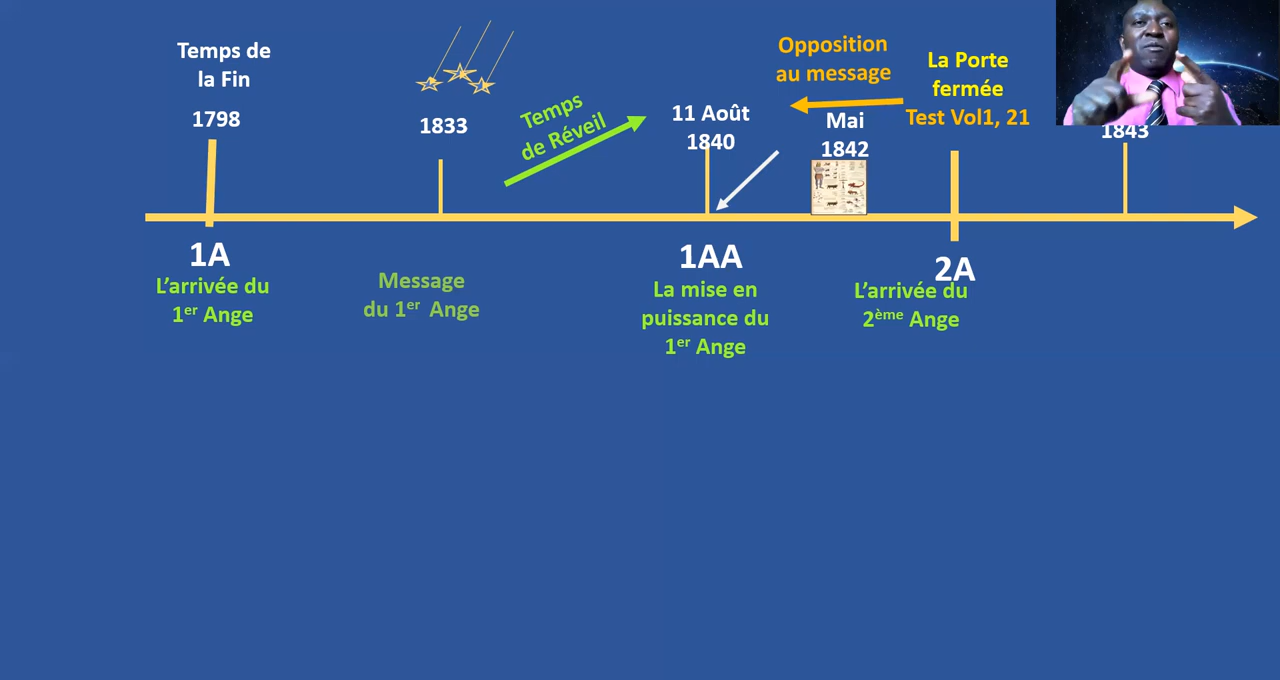 Temps de
la Fin
1798
1833
Temps
de Réveil
11 Août
1840
Opposition
au message
Mai
1842
La Porte
fermée
Test Vol1, 21
1843
1A
L’arrivée du
1er Ange
Message
du 1er Ange
1AA
La mise en
puissance du
1er Ange
2A
L’arrivée du
2ème Ange